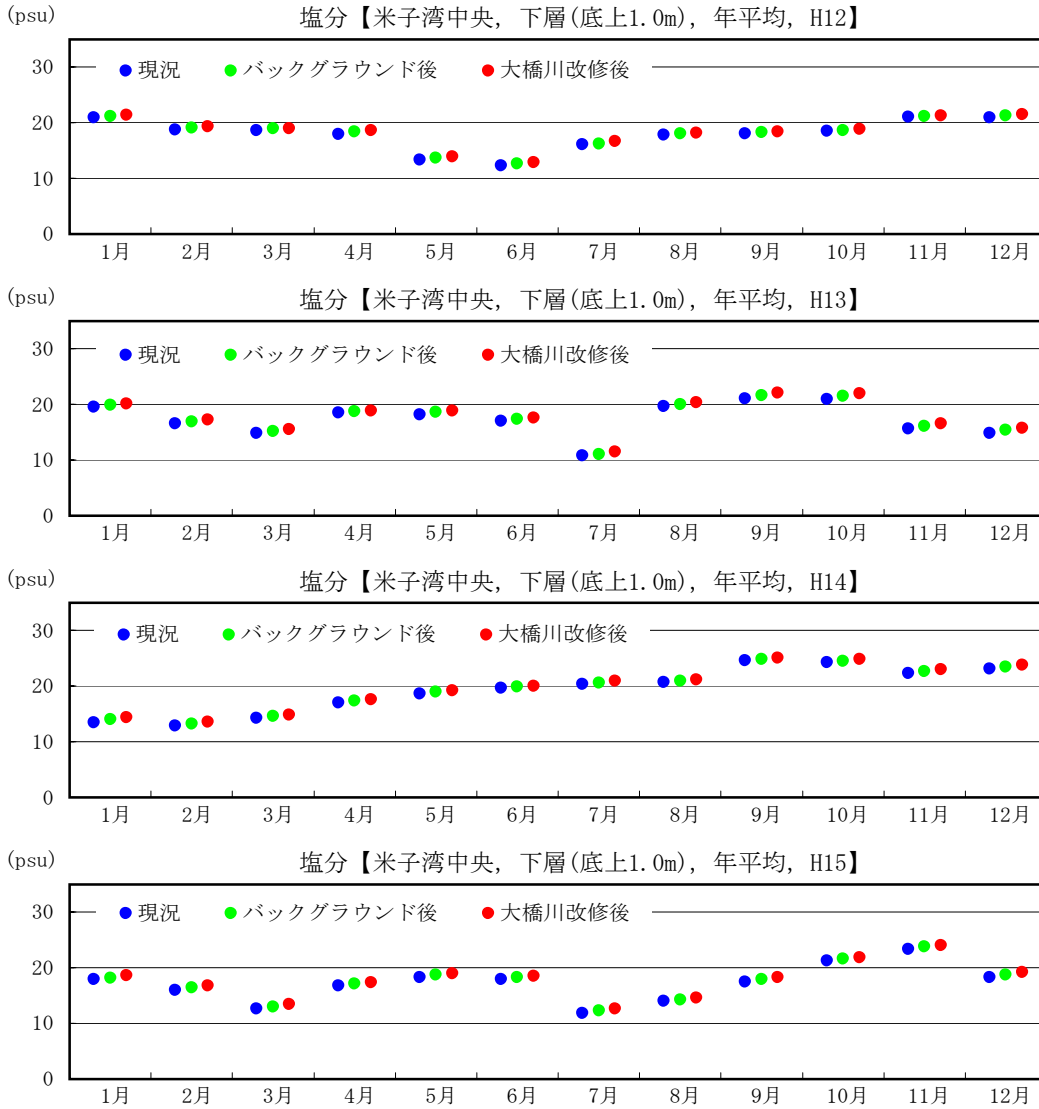 (psu) 塩分【米子湾中央, 下層(底上1.0m), 年平均, H12】
30
● 現況 ● バックグラウンド後 ● 大橋川改修後
20
10
0
1月 2月 3月 4月 5月 6月 7月 8月 9月 10月 11月 12月
(psu) 塩分【米子湾中央, 下層(底上1.0m), 年平均, H13】
30
● 現況 ● バックグラウンド後 ● 大橋川改修後
20
10
0
1月 2月 3月 4月 5月 6月 7月 8月 9月 10月 11月 12月
(psu) 塩分【米子湾中央, 下層(底上1.0m), 年平均, H14】
30
● 現況 ● バックグラウンド後 ● 大橋川改修後
20
10
0
1月 2月 3月 4月 5月 6月 7月 8月 9月 10月 11月 12月
(psu) 塩分【米子湾中央, 下層(底上1.0m), 年平均, H15】
30
● 現況 ● バックグラウンド後 ● 大橋川改修後
20
10
0
1月 2月 3月 4月 5月 6月 7月 8月 9月 10月 11月 12月